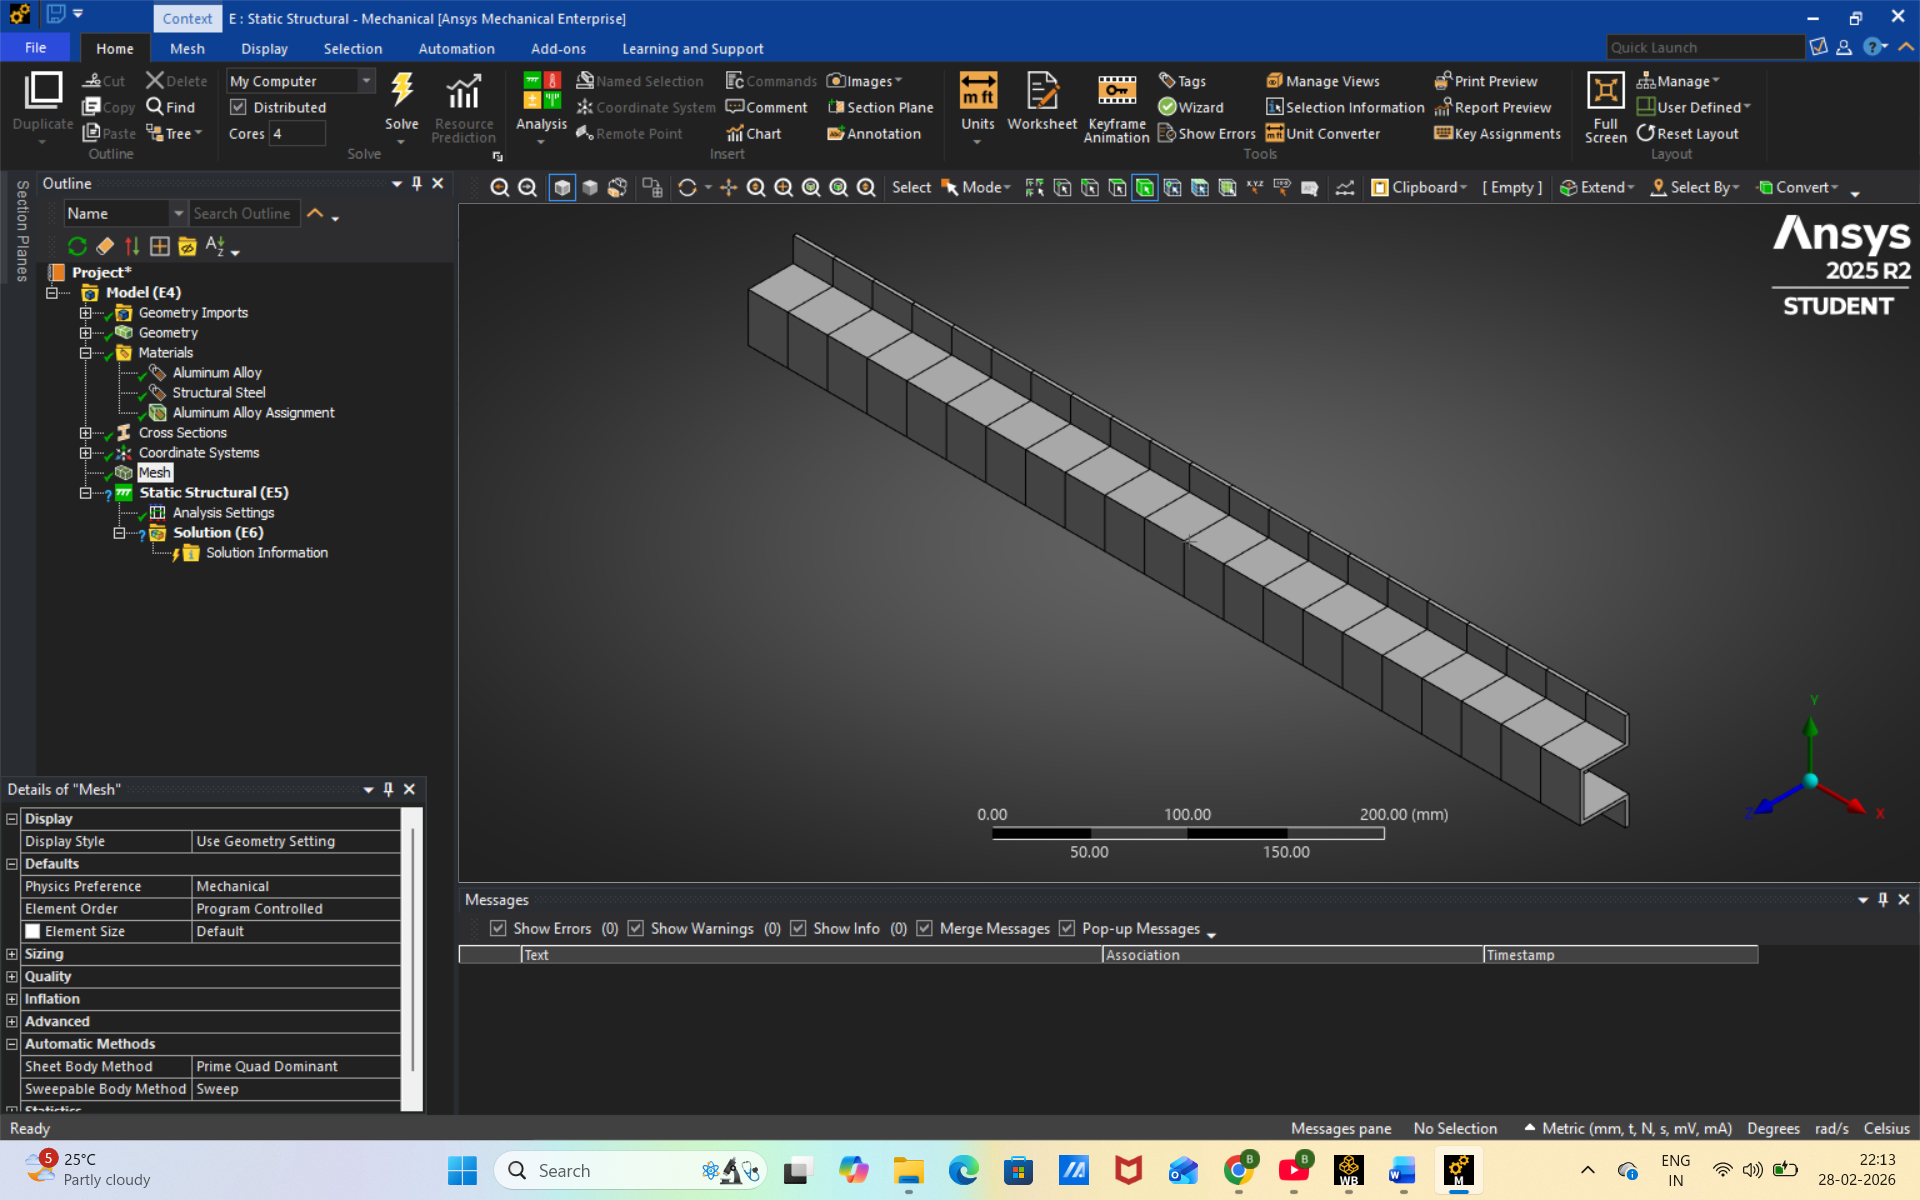 Context
E : Static Structural - Mechanical [Ansys Mechanical Enterprise]
File
Home
Mesh
Display
Selection
Automation
Add-ons
Learning and Support
Quick Launch
Duplicate
Cut
Delete
Copy
Find
Paste
Tree
Outline
My Computer
Distributed
Cores 4
Solve
Resource
Prediction
Solve
Analysis
Named Selection
Coordinate System
Remote Point
Commands
Comment
Chart
Images
Section Plane
Annotation
Insert
Units
Worksheet
Keyframe
Animation
Tags
Wizard
Show Errors
Manage Views
Selection Information
Unit Converter
Print Preview
Report Preview
Key Assignments
Tools
Full
Screen
Manage
User Defined
Reset Layout
Layout
Section Planes
Outline
Name
Search Outline
Select
Mode
Clipboard
[ Empty ]
Extend
Select By
Convert
Project*
Model (E4)
Geometry Imports
Geometry
Materials
Aluminum Alloy
Structural Steel
Aluminum Alloy Assignment
Cross Sections
Coordinate Systems
Mesh
Static Structural (E5)
Analysis Settings
Solution (E6)
Solution Information
Ansys
2025 R2
STUDENT
0.00
100.00
200.00 (mm)
50.00
150.00
Y
Z
X
Details of "Mesh"
Display
Display Style Use Geometry Setting
Defaults
Physics Preference Mechanical
Element Order Program Controlled
Element Size Default
Sizing
Quality
Inflation
Advanced
Automatic Methods
Sheet Body Method Prime Quad Dominant
Sweepable Body Method Sweep
Statistics
Messages
Show Errors (0) Show Warnings (0) Show Info (0) Merge Messages Pop-up Messages
Text Association Timestamp
Ready
Messages pane
No Selection
Metric (mm, t, N, s, mV, mA)
Degrees
rad/s
Celsius
5
25°C
Partly cloudy
Search
B
B
WB
W
M
ENG
IN
22:13
28-02-2026